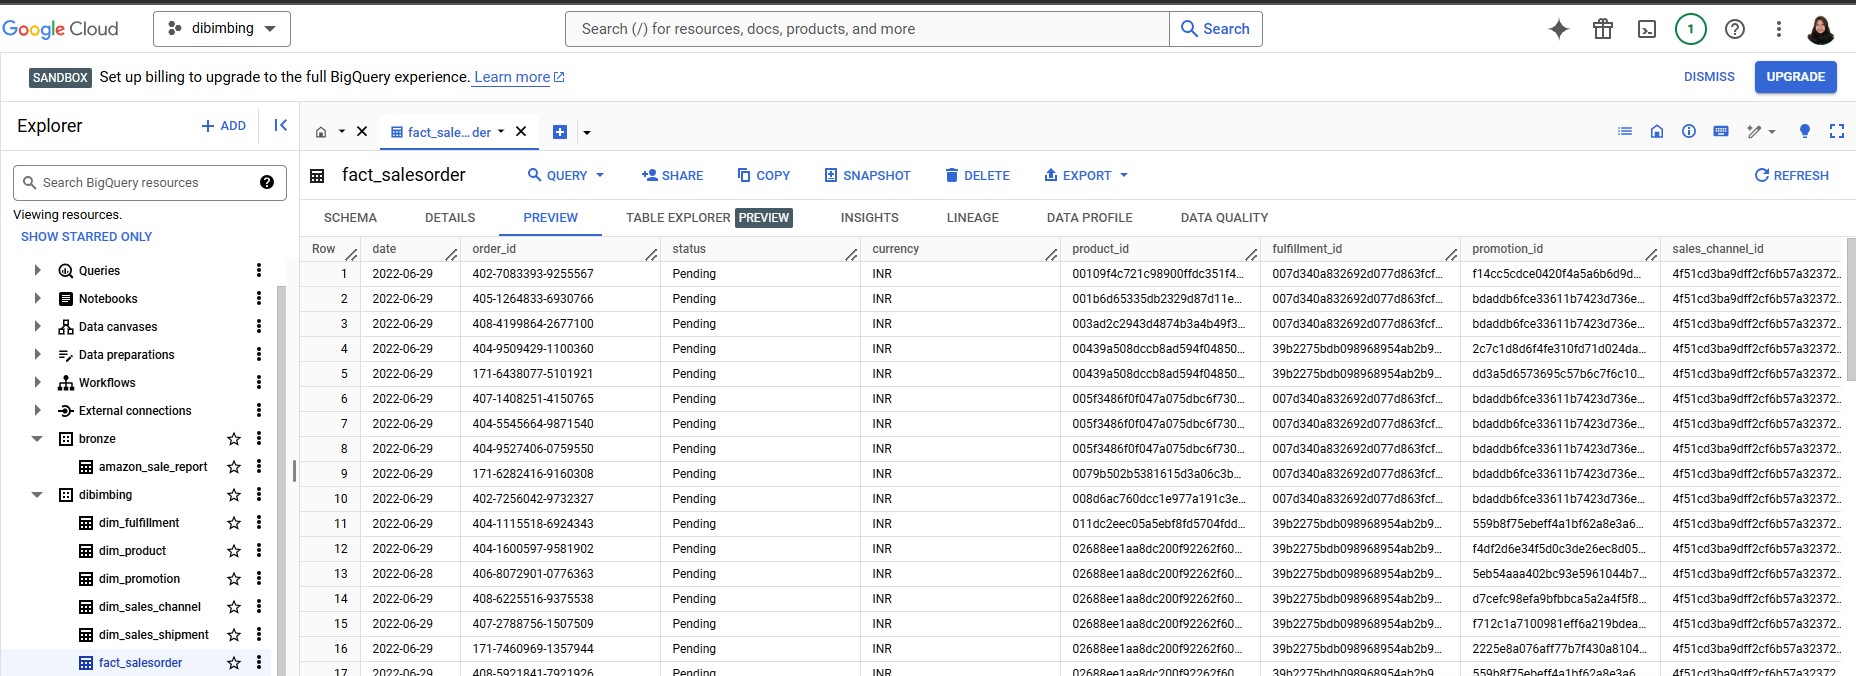 Google Cloud dibimbing Search (/) for resources, docs, products, and more Search 1
SANDBOX Set up billing to upgrade to the full BigQuery experience. Learn more DISMISS UPGRADE
Explorer + ADD
fact_sale... der
Search BigQuery resources
Viewing resources.
SHOW STARRED ONLY
Queries
Notebooks
Data canvases
Data preparations
Workflows
External connections
bronze
amazon_sale_report
dibimbing
dim_fulfillment
dim_product
dim_promotion
dim_sales_channel
dim_sales_shipment
fact_salesorder
fact_salesorder QUERY SHARE COPY SNAPSHOT DELETE EXPORT REFRESH
SCHEMA DETAILS PREVIEW TABLE EXPLORER PREVIEW INSIGHTS LINEAGE DATA PROFILE DATA QUALITY
Row date order_id status currency product_id fulfillment_id promotion_id sales_channel_id
1 2022-06-29 402-7083393-9255567 Pending INR 00109f4c721c98900ffdc351f4... 007d340a832692d077d863fcf... f14cc5cdce0420f4a5a6b6d9d... 4f51cd3ba9dff2cf6b57a32372...
2 2022-06-29 405-1264833-6930766 Pending INR 001b6d65335db2329d87d11e... 007d340a832692d077d863fcf... bdaddb6fce33611b7423d736e... 4f51cd3ba9dff2cf6b57a32372...
3 2022-06-29 408-4199864-2677100 Pending INR 003ad2c2943d4874b3a4b49f3... 007d340a832692d077d863fcf... bdaddb6fce33611b7423d736e... 4f51cd3ba9dff2cf6b57a32372...
4 2022-06-29 404-9509429-1100360 Pending INR 00439a508dccb8ad594f04850... 39b2275bdb098968954ab2b9... 2c7c1d8d6f4fe310fd71d024da... 4f51cd3ba9dff2cf6b57a32372...
5 2022-06-29 171-6438077-5101921 Pending INR 00439a508dccb8ad594f04850... 39b2275bdb098968954ab2b9... dd3a5d6573695c57b6c7f6c10... 4f51cd3ba9dff2cf6b57a32372...
6 2022-06-29 407-1408251-4150765 Pending INR 005f3486f0f047a075dbc6f730... 007d340a832692d077d863fcf... bdaddb6fce33611b7423d736e... 4f51cd3ba9dff2cf6b57a32372...
7 2022-06-29 404-5545664-9871540 Pending INR 005f3486f0f047a075dbc6f730... 007d340a832692d077d863fcf... bdaddb6fce33611b7423d736e... 4f51cd3ba9dff2cf6b57a32372...
8 2022-06-29 404-9527406-0759550 Pending INR 005f3486f0f047a075dbc6f730... 007d340a832692d077d863fcf... bdaddb6fce33611b7423d736e... 4f51cd3ba9dff2cf6b57a32372...
9 2022-06-29 171-6282416-9160308 Pending INR 0079b502b5381615d3a06c3b... 007d340a832692d077d863fcf... bdaddb6fce33611b7423d736e... 4f51cd3ba9dff2cf6b57a32372...
10 2022-06-29 402-7256042-9732327 Pending INR 008d6ac760dcc1e977a191c3e... 007d340a832692d077d863fcf... bdaddb6fce33611b7423d736e... 4f51cd3ba9dff2cf6b57a32372...
11 2022-06-29 404-1115518-6924343 Pending INR 011dc2eec05a5ebf8fd5704fdd... 39b2275bdb098968954ab2b9... 559b8f75ebeff4a1bf62a8e3a6... 4f51cd3ba9dff2cf6b57a32372...
12 2022-06-29 404-1600597-9581902 Pending INR 02688ee1aa8dc200f92262f60... 39b2275bdb098968954ab2b9... f4df2d6e34f5d0c3de26ec8d05... 4f51cd3ba9dff2cf6b57a32372...
13 2022-06-28 406-8072901-0776363 Pending INR 02688ee1aa8dc200f92262f60... 39b2275bdb098968954ab2b9... 5eb54aaa402bc93e5961044b7... 4f51cd3ba9dff2cf6b57a32372...
14 2022-06-29 408-6225516-9375538 Pending INR 02688ee1aa8dc200f92262f60... 39b2275bdb098968954ab2b9... d7cefc98efa9bfbbca5a2a4f5f8... 4f51cd3ba9dff2cf6b57a32372...
15 2022-06-29 407-2788756-1507509 Pending INR 02688ee1aa8dc200f92262f60... 39b2275bdb098968954ab2b9... f712c1a7100981eff6a219bdea... 4f51cd3ba9dff2cf6b57a32372...
16 2022-06-29 171-7460969-1357944 Pending INR 02688ee1aa8dc200f92262f60... 39b2275bdb098968954ab2b9... 2225e8a076aff77b7f430a8104... 4f51cd3ba9dff2cf6b57a32372...
17 2022-06-29 408-5921841-7921926 Pending INR 02688ee1aa8dc200f92262f60... 39b2275bdb098968954ab2b9... 559b8f75ebeff4a1bf62a8e3a6... 4f51cd3ba9dff2cf6b57a32372...